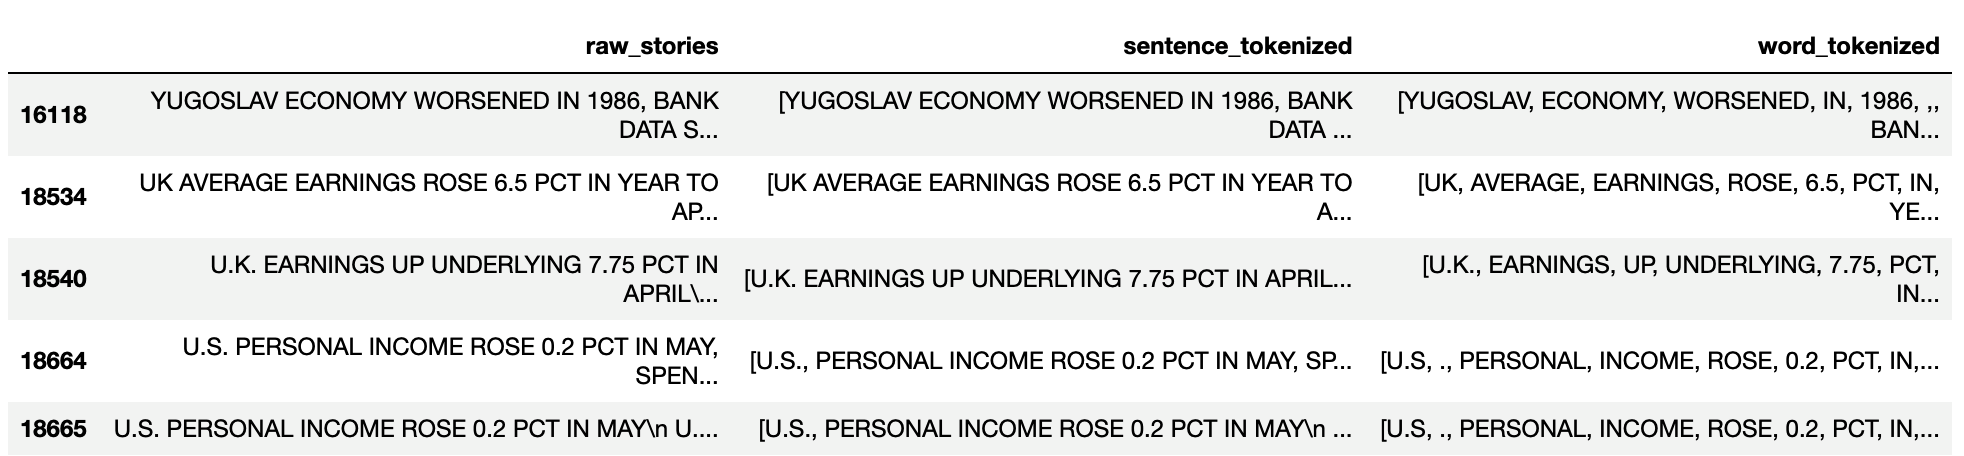 raw_stories sentence_tokenized word_tokenized
16118 YUGOSLAV ECONOMY WORSENED IN 1986, BANK [YUGOSLAV ECONOMY WORSENED IN 1986, BANK [YUGOSLAV, ECONOMY, WORSENED, IN, 1986, ,,
DATA S... DATA ... BAN...
18534 UK AVERAGE EARNINGS ROSE 6.5 PCT IN YEAR TO [UK AVERAGE EARNINGS ROSE 6.5 PCT IN YEAR TO [UK, AVERAGE, EARNINGS, ROSE, 6.5, PCT, IN,
AP... A... YE...
18540 U.K. EARNINGS UP UNDERLYING 7.75 PCT IN [U.K. EARNINGS UP UNDERLYING 7.75 PCT IN APRIL... [U.K., EARNINGS, UP, UNDERLYING, 7.75, PCT,
APRIL\... IN...
18664 U.S. PERSONAL INCOME ROSE 0.2 PCT IN MAY, [U.S., PERSONAL INCOME ROSE 0.2 PCT IN MAY, SP... [U.S, ., PERSONAL, INCOME, ROSE, 0.2, PCT, IN,...
SPEN...
18665 U.S. PERSONAL INCOME ROSE 0.2 PCT IN MAY\n U.... [U.S., PERSONAL INCOME ROSE 0.2 PCT IN MAY\n ... [U.S, ., PERSONAL, INCOME, ROSE, 0.2, PCT, IN,...